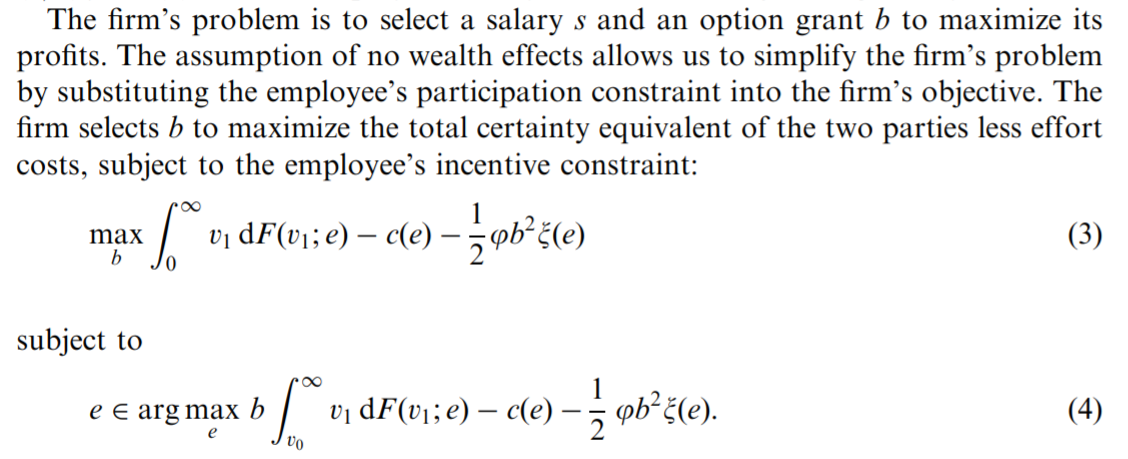 The firm's problem is to select a salary s and an option grant b to maximize its
profits. The assumption of no wealth effects allows us to simplify the firm's problem
by substituting the employee's participation constraint into the firm's objective. The
firm selects b to maximize the total certainty equivalent of the two parties less effort
costs, subject to the employee's incentive constraint:
max_b ∫_0^∞ v₁ dF(v₁; e) − c(e) − 1/2 φb²ξ(e) (3)
subject to
e ∈ arg max_e b ∫_{v₀}^∞ v₁ dF(v₁; e) − c(e) − 1/2 φb²ξ(e). (4)